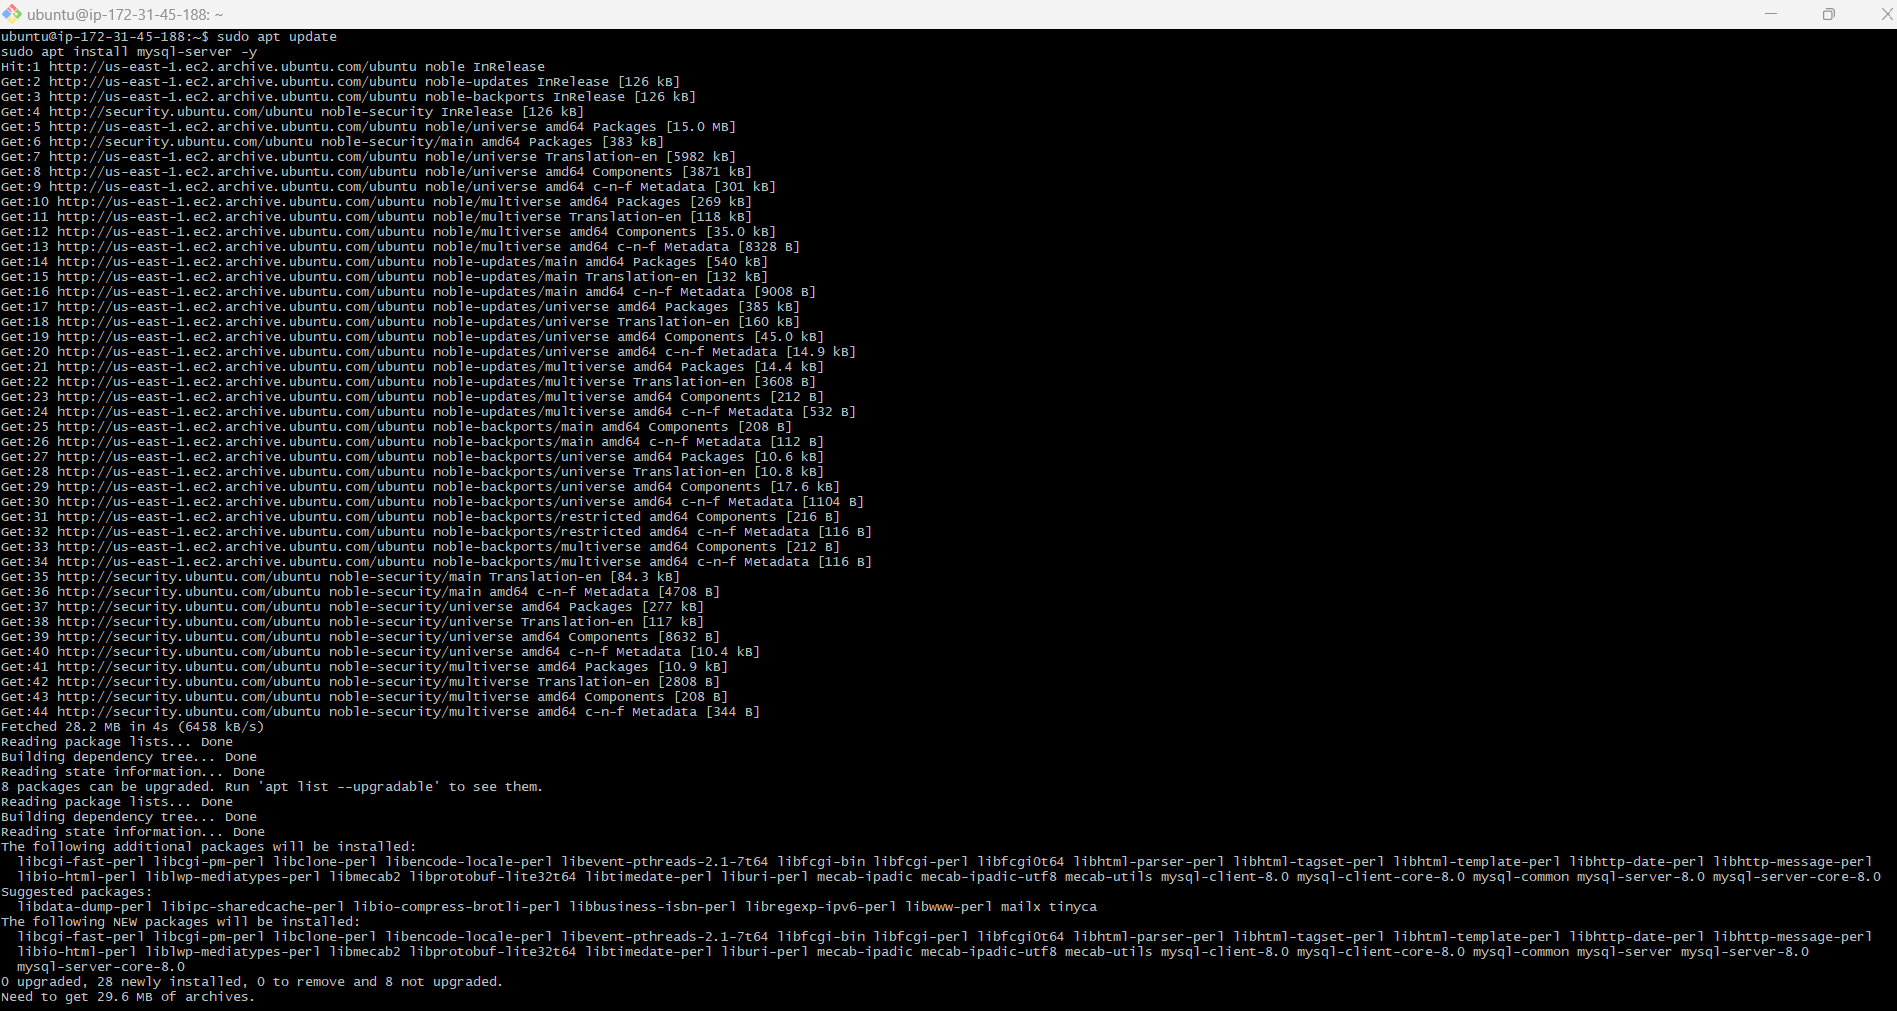 ubuntu@ip-172-31-45-188: ~
ubuntu@ip-172-31-45-188:~$ sudo apt update
sudo apt install mysql-server -y
Hit:1 http://us-east-1.ec2.archive.ubuntu.com/ubuntu noble InRelease
Get:2 http://us-east-1.ec2.archive.ubuntu.com/ubuntu noble-updates InRelease [126 kB]
Get:3 http://us-east-1.ec2.archive.ubuntu.com/ubuntu noble-backports InRelease [126 kB]
Get:4 http://security.ubuntu.com/ubuntu noble-security InRelease [126 kB]
Get:5 http://us-east-1.ec2.archive.ubuntu.com/ubuntu noble/universe amd64 Packages [15.0 MB]
Get:6 http://security.ubuntu.com/ubuntu noble-security/main amd64 Packages [383 kB]
Get:7 http://us-east-1.ec2.archive.ubuntu.com/ubuntu noble/universe Translation-en [5982 kB]
Get:8 http://us-east-1.ec2.archive.ubuntu.com/ubuntu noble/universe amd64 Components [3871 kB]
Get:9 http://us-east-1.ec2.archive.ubuntu.com/ubuntu noble/universe amd64 c-n-f Metadata [301 kB]
Get:10 http://us-east-1.ec2.archive.ubuntu.com/ubuntu noble/multiverse amd64 Packages [269 kB]
Get:11 http://us-east-1.ec2.archive.ubuntu.com/ubuntu noble/multiverse Translation-en [118 kB]
Get:12 http://us-east-1.ec2.archive.ubuntu.com/ubuntu noble/multiverse amd64 Components [35.0 kB]
Get:13 http://us-east-1.ec2.archive.ubuntu.com/ubuntu noble/multiverse amd64 c-n-f Metadata [8328 B]
Get:14 http://us-east-1.ec2.archive.ubuntu.com/ubuntu noble-updates/main amd64 Packages [540 kB]
Get:15 http://us-east-1.ec2.archive.ubuntu.com/ubuntu noble-updates/main Translation-en [132 kB]
Get:16 http://us-east-1.ec2.archive.ubuntu.com/ubuntu noble-updates/main amd64 c-n-f Metadata [9008 B]
Get:17 http://us-east-1.ec2.archive.ubuntu.com/ubuntu noble-updates/universe amd64 Packages [385 kB]
Get:18 http://us-east-1.ec2.archive.ubuntu.com/ubuntu noble-updates/universe Translation-en [160 kB]
Get:19 http://us-east-1.ec2.archive.ubuntu.com/ubuntu noble-updates/universe amd64 Components [45.0 kB]
Get:20 http://us-east-1.ec2.archive.ubuntu.com/ubuntu noble-updates/universe amd64 c-n-f Metadata [14.9 kB]
Get:21 http://us-east-1.ec2.archive.ubuntu.com/ubuntu noble-updates/multiverse amd64 Packages [14.4 kB]
Get:22 http://us-east-1.ec2.archive.ubuntu.com/ubuntu noble-updates/multiverse Translation-en [3608 B]
Get:23 http://us-east-1.ec2.archive.ubuntu.com/ubuntu noble-updates/multiverse amd64 Components [212 B]
Get:24 http://us-east-1.ec2.archive.ubuntu.com/ubuntu noble-updates/multiverse amd64 c-n-f Metadata [532 B]
Get:25 http://us-east-1.ec2.archive.ubuntu.com/ubuntu noble-backports/main amd64 Components [208 B]
Get:26 http://us-east-1.ec2.archive.ubuntu.com/ubuntu noble-backports/main amd64 c-n-f Metadata [112 B]
Get:27 http://us-east-1.ec2.archive.ubuntu.com/ubuntu noble-backports/universe amd64 Packages [10.6 kB]
Get:28 http://us-east-1.ec2.archive.ubuntu.com/ubuntu noble-backports/universe Translation-en [10.8 kB]
Get:29 http://us-east-1.ec2.archive.ubuntu.com/ubuntu noble-backports/universe amd64 Components [17.6 kB]
Get:30 http://us-east-1.ec2.archive.ubuntu.com/ubuntu noble-backports/universe amd64 c-n-f Metadata [1104 B]
Get:31 http://us-east-1.ec2.archive.ubuntu.com/ubuntu noble-backports/restricted amd64 Components [216 B]
Get:32 http://us-east-1.ec2.archive.ubuntu.com/ubuntu noble-backports/restricted amd64 c-n-f Metadata [116 B]
Get:33 http://us-east-1.ec2.archive.ubuntu.com/ubuntu noble-backports/multiverse amd64 Components [212 B]
Get:34 http://us-east-1.ec2.archive.ubuntu.com/ubuntu noble-backports/multiverse amd64 c-n-f Metadata [116 B]
Get:35 http://security.ubuntu.com/ubuntu noble-security/main Translation-en [84.3 kB]
Get:36 http://security.ubuntu.com/ubuntu noble-security/main amd64 c-n-f Metadata [4708 B]
Get:37 http://security.ubuntu.com/ubuntu noble-security/universe amd64 Packages [277 kB]
Get:38 http://security.ubuntu.com/ubuntu noble-security/universe Translation-en [117 kB]
Get:39 http://security.ubuntu.com/ubuntu noble-security/universe amd64 Components [8632 B]
Get:40 http://security.ubuntu.com/ubuntu noble-security/universe amd64 c-n-f Metadata [10.4 kB]
Get:41 http://security.ubuntu.com/ubuntu noble-security/multiverse amd64 Packages [10.9 kB]
Get:42 http://security.ubuntu.com/ubuntu noble-security/multiverse Translation-en [2808 B]
Get:43 http://security.ubuntu.com/ubuntu noble-security/multiverse amd64 Components [208 B]
Get:44 http://security.ubuntu.com/ubuntu noble-security/multiverse amd64 c-n-f Metadata [344 B]
Fetched 28.2 MB in 4s (6458 kB/s)
Reading package lists... Done
Building dependency tree... Done
Reading state information... Done
8 packages can be upgraded. Run 'apt list --upgradable' to see them.
Reading package lists... Done
Building dependency tree... Done
Reading state information... Done
The following additional packages will be installed:
libcgi-fast-perl libcgi-pm-perl libclone-perl libencode-locale-perl libevent-pthreads-2.1-7t64 libfcgi-bin libfcgi-perl libfcgi0t64 libhtml-parser-perl libhtml-tagset-perl libhtml-template-perl libhttp-date-perl libhttp-message-perl
libio-html-perl liblwp-mediatypes-perl libmecab2 libprotobuf-lite32t64 libtimedate-perl liburi-perl mecab-ipadic mecab-ipadic-utf8 mecab-utils mysql-client-8.0 mysql-client-core-8.0 mysql-common mysql-server-8.0 mysql-server-core-8.0
Suggested packages:
libdata-dump-perl libipc-sharedcache-perl libio-compress-brotli-perl libbusiness-isbn-perl libregexp-ipv6-perl libwww-perl mailx tinyca
The following NEW packages will be installed:
libcgi-fast-perl libcgi-pm-perl libclone-perl libencode-locale-perl libevent-pthreads-2.1-7t64 libfcgi-bin libfcgi-perl libfcgi0t64 libhtml-parser-perl libhtml-tagset-perl libhtml-template-perl libhttp-date-perl libhttp-message-perl
libio-html-perl liblwp-mediatypes-perl libmecab2 libprotobuf-lite32t64 libtimedate-perl liburi-perl mecab-ipadic mecab-ipadic-utf8 mecab-utils mysql-client-8.0 mysql-client-core-8.0 mysql-common mysql-server mysql-server-8.0
mysql-server-core-8.0
0 upgraded, 28 newly installed, 0 to remove and 8 not upgraded.
Need to get 29.6 MB of archives.